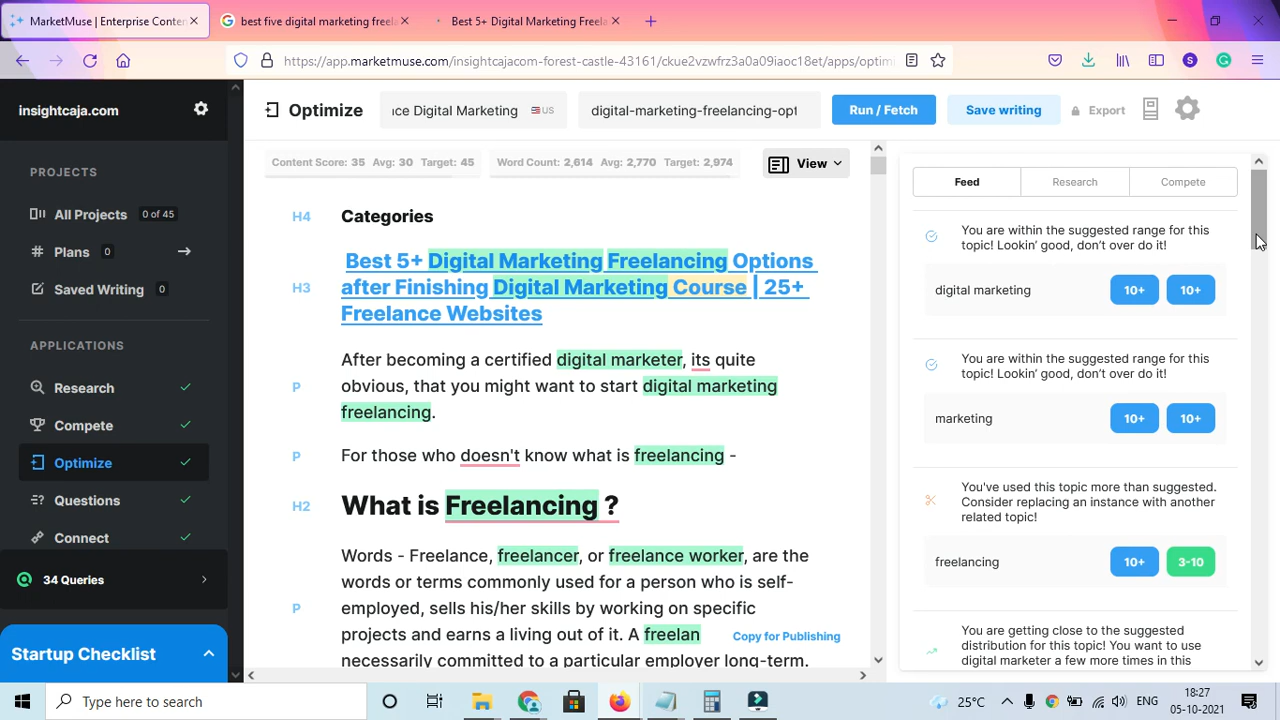 MarketMuse | Enterprise Conten
best five digital marketing freela
Best 5+ Digital Marketing Freela
https://app.marketmuse.com/insightcajacom-forest-castle-43161/ckue2vzwfrz3a0a09iaoc18et/apps/optim
insightcaja.com
PROJECTS
All Projects 0 of 45
Plans 0
Saved Writing 0
APPLICATIONS
Research
Compete
Optimize
Questions
Connect
34 Queries
Startup Checklist
Optimize
ice Digital Marketing US
digital-marketing-freelancing-opt
Run / Fetch
Save writing
Export
Content Score: 35 Avg: 30 Target: 45
Word Count: 2,614 Avg: 2,770 Target: 2,974
View
H4 Categories
H3 Best 5+ Digital Marketing Freelancing Options
after Finishing Digital Marketing Course | 25+
Freelance Websites
P After becoming a certified digital marketer, its quite
obvious, that you might want to start digital marketing
freelancing.
P For those who doesn't know what is freelancing -
H2 What is Freelancing ?
P Words - Freelance, freelancer, or freelance worker, are the
words or terms commonly used for a person who is self-
employed, sells his/her skills by working on specific
projects and earns a living out of it. A freelan
necessarily committed to a particular employer long-term.
Copy for Publishing
Feed
Research
Compete
You are within the suggested range for this
topic! Lookin' good, don't over do it!
digital marketing 10+ 10+
You are within the suggested range for this
topic! Lookin' good, don't over do it!
marketing 10+ 10+
You've used this topic more than suggested.
Consider replacing an instance with another
related topic!
freelancing 10+ 3-10
You are getting close to the suggested
distribution for this topic! You want to use
digital marketer a few more times in this
Type here to search
25°C
ENG
18:27
05-10-2021